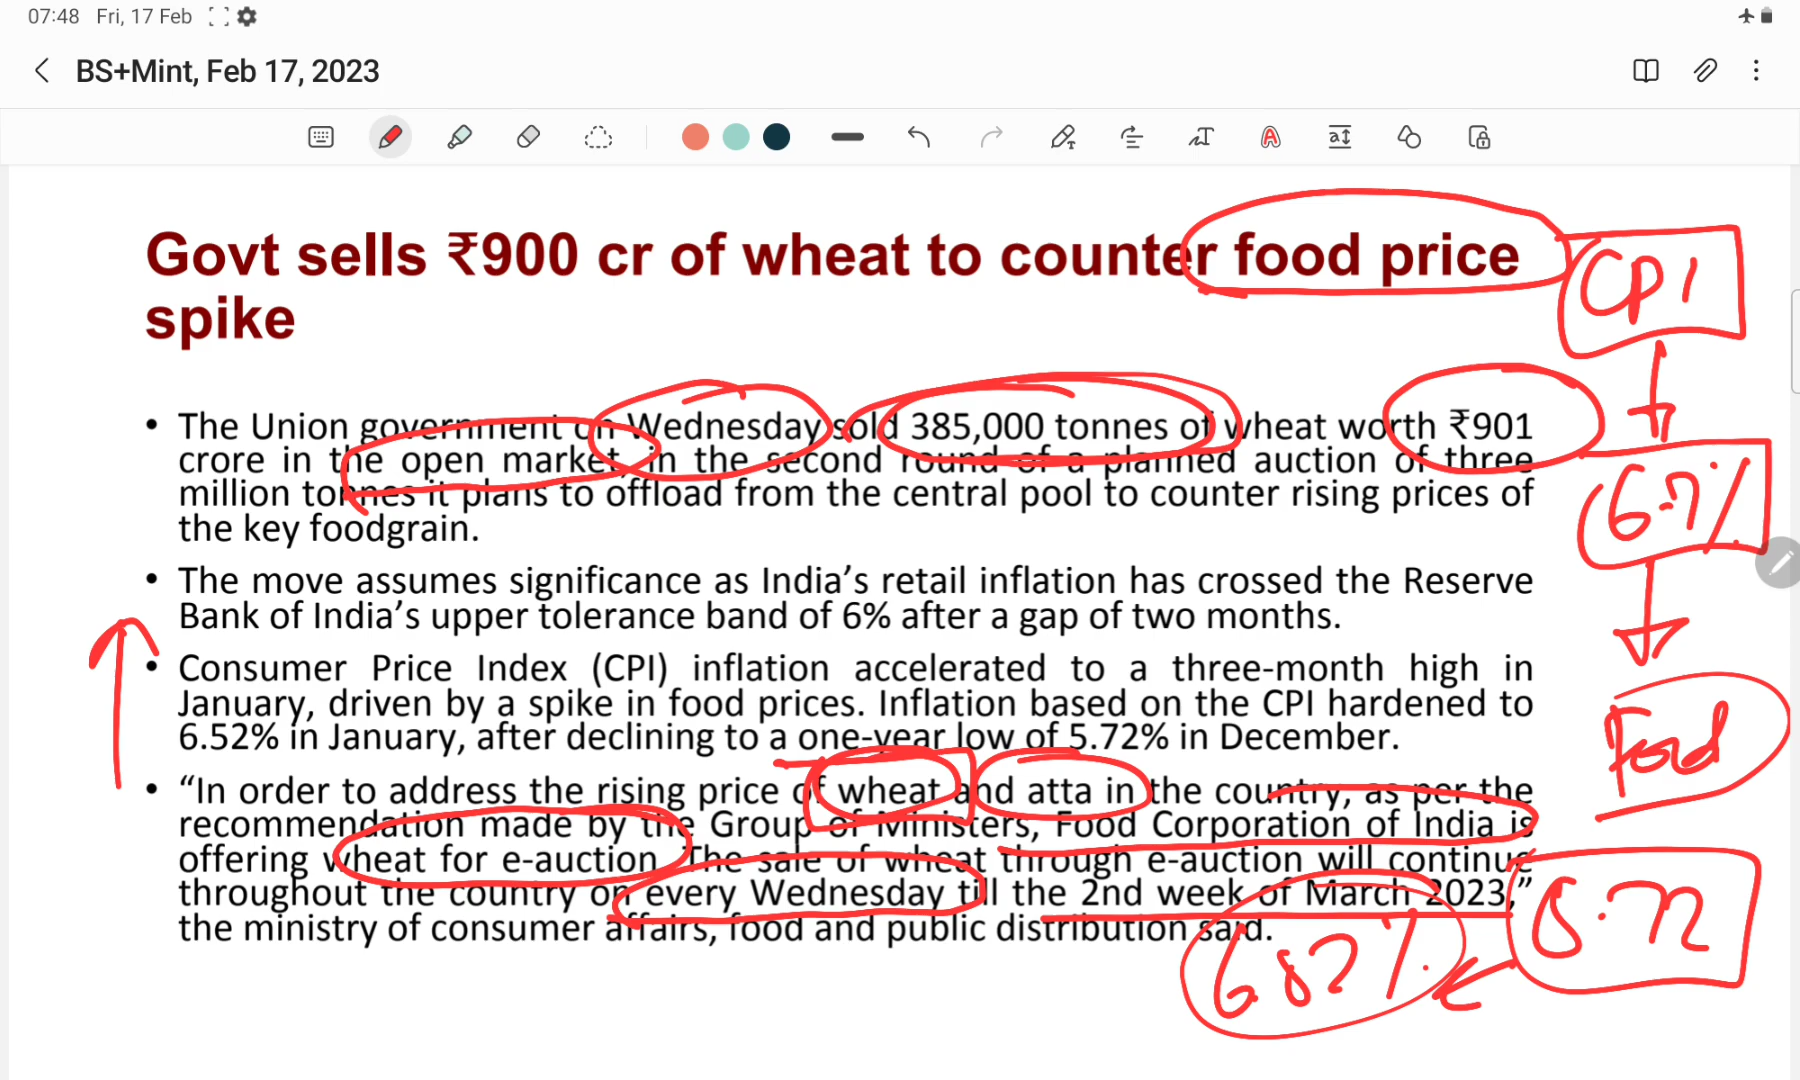 07:48 Fri, 17 Feb
BS+Mint, Feb 17, 2023
Govt sells ₹900 cr of wheat to counter food price
spike
CPI
• The Union government on Wednesday sold 385,000 tonnes of wheat worth ₹901
crore in the open market, in the second round of a planned auction of three
million tonnes it plans to offload from the central pool to counter rising prices of
the key foodgrain.
6.7%
• The move assumes significance as India’s retail inflation has crossed the Reserve
Bank of India’s upper tolerance band of 6% after a gap of two months.
• Consumer Price Index (CPI) inflation accelerated to a three-month high in
January, driven by a spike in food prices. Inflation based on the CPI hardened to
6.52% in January, after declining to a one-year low of 5.72% in December.
Food
• “In order to address the rising price of wheat and atta in the country, as per the
recommendation made by the Group of Ministers, Food Corporation of India is
offering wheat for e-auction. The sale of wheat through e-auction will continue
throughout the country on every Wednesday till the 2nd week of March 2023,”
the ministry of consumer affairs, food and public distribution said.
5.72